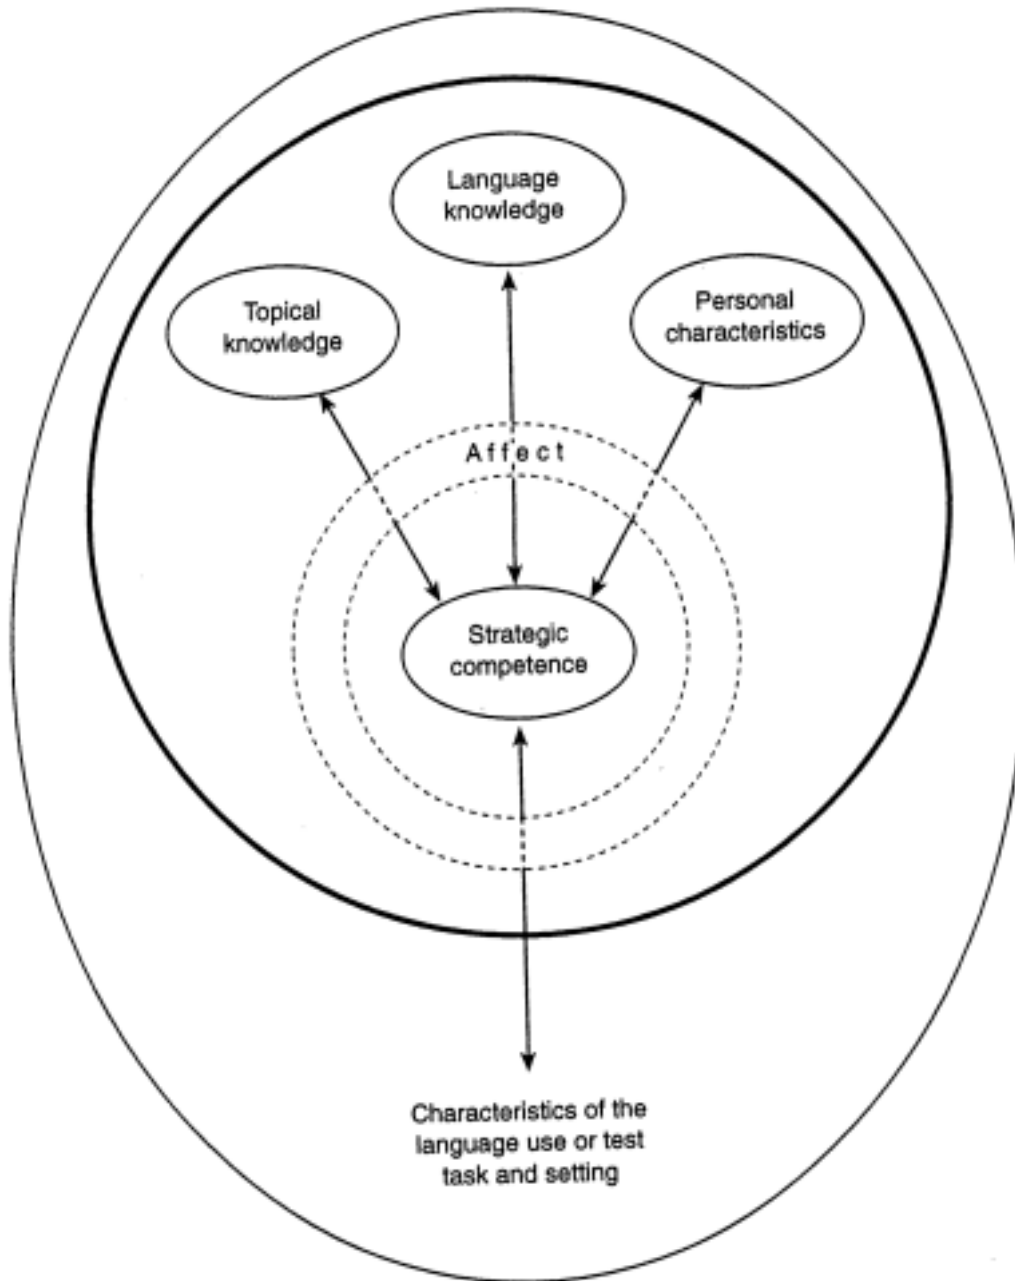 Language
knowledge
Topical
knowledge
Personal
characteristics
Affect
Strategic
competence
Characteristics of the
language use or test
task and setting